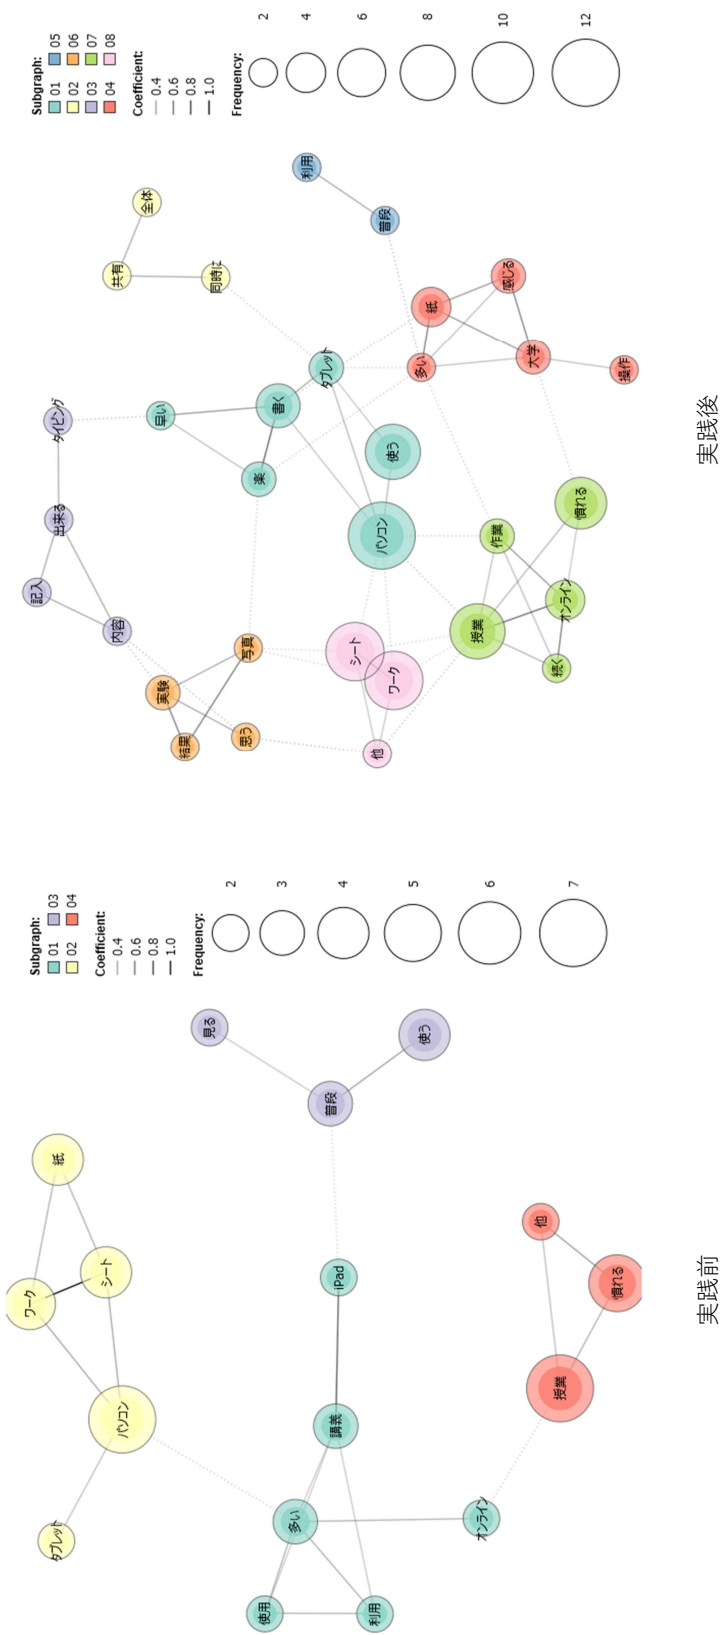 ワーク
タブレット
紙
シート
パソコン
見る
使用
多い
普段
講義
iPad
利用
使う
オンライン
他
授業
慣れる
Subgraph:
01 03
02 04
Coefficient:
0.4
0.6
0.8
1.0
Frequency:
2
3
4
5
6
7
実践前
記入
タイピング
出来る
共有
内容
全体
早い
実験
結果
同時に
思う
写真
楽
書く
利用
タブレット
シート
他
パソコン
普段
使う
ワーク
多い
紙
授業
作業
感じる
大学
続く
オンライン
慣れる
操作
Subgraph:
01 05
02 06
03 07
04 08
Coefficient:
0.4
0.6
0.8
1.0
Frequency:
2
4
6
8
10
12
実践後